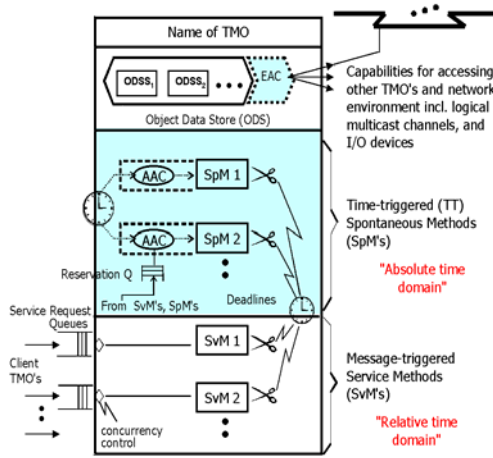 Name of TMO
ODSS1
ODSS2
EAC
Object Data Store (ODS)
Capabilities for accessing
other TMO's and network
environment incl. logical
multicast channels, and
I/O devices
AAC
SpM 1
AAC
SpM 2
Reservation Q
From SvM's, SpM's
Deadlines
Time-triggered (TT)
Spontaneous Methods
(SpM's)
"Absolute time
domain"
Service Request
Queues
SvM 1
Client
TMO's
SvM 2
concurrency
control
Message-triggered
Service Methods
(SvM's)
"Relative time
domain"